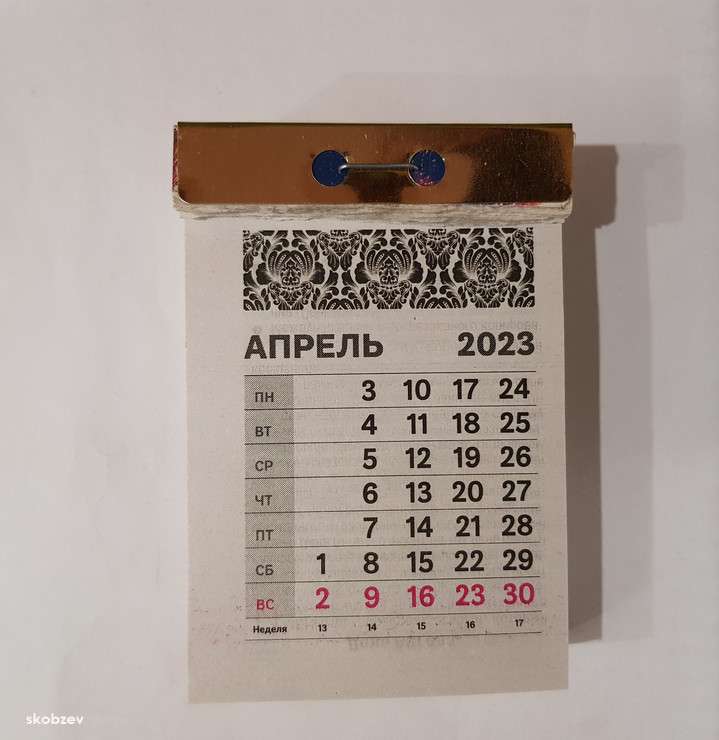 АПРЕЛЬ 2023
ПН 3 10 17 24
ВТ 4 11 18 25
СР 5 12 19 26
ЧТ 6 13 20 27
ПТ 7 14 21 28
СБ 1 8 15 22 29
ВС 2 9 16 23 30
Неделя 13 14 15 16 17
skobzev